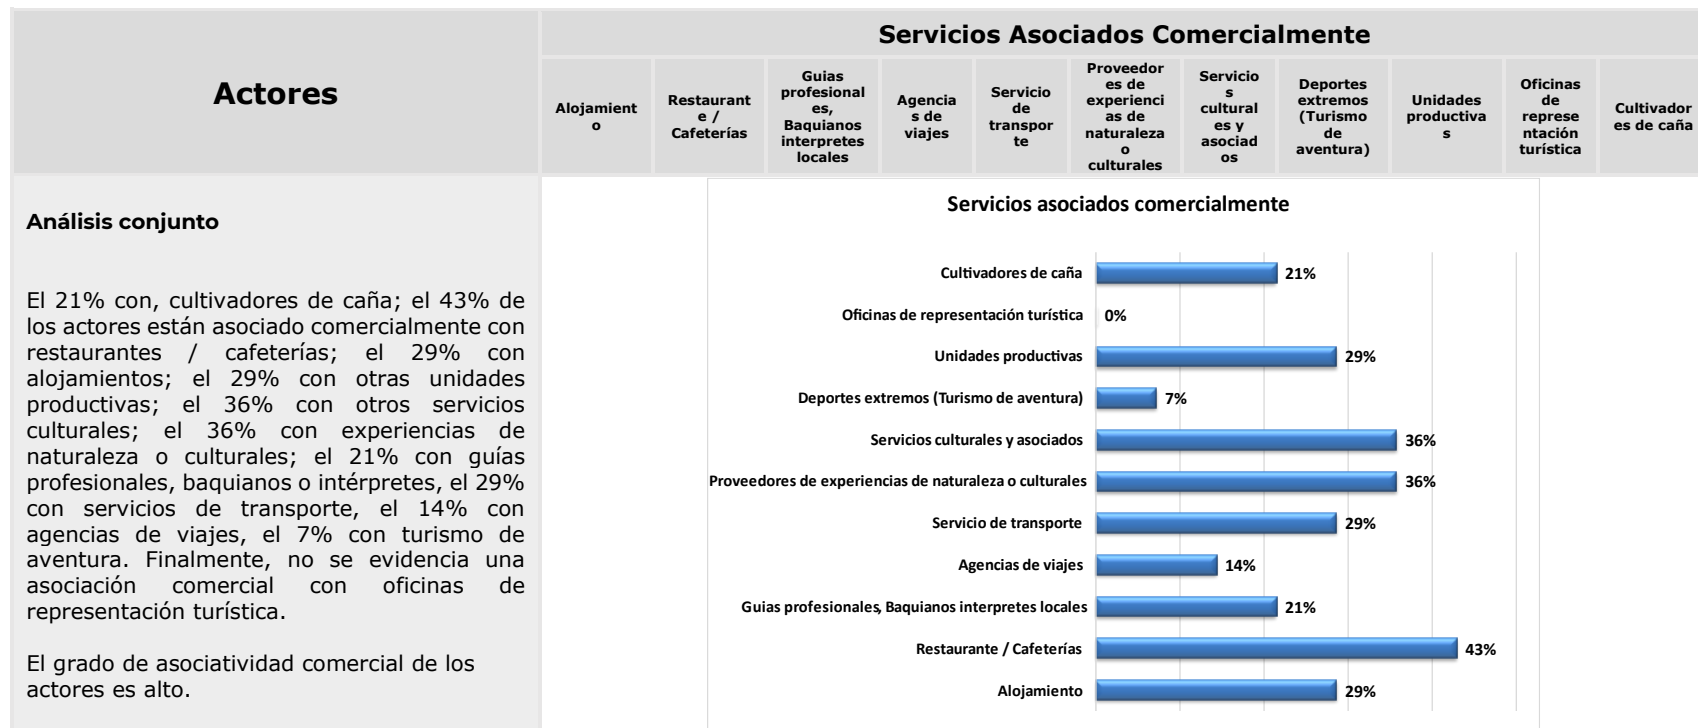 Actores
Servicios Asociados Comercialmente
Alojamient
o
Restaurant
e /
Cafeterías
Guias
profesional
es,
Baquianos
interpretes
locales
Agencia
s de
viajes
Servicio
de
transpor
te
Proveedor
es de
experienci
as de
naturaleza
o
culturales
Servicio
s
cultural
es y
asociad
os
Deportes
extremos
(Turismo
de
aventura)
Unidades
productiva
s
Oficinas
de
represe
ntación
turística
Cultivador
es de caña
Análisis conjunto
El 21% con, cultivadores de caña; el 43% de
los actores están asociado comercialmente con
restaurantes / cafeterías; el 29% con
alojamientos; el 29% con otras unidades
productivas; el 36% con otros servicios
culturales; el 36% con experiencias de
naturaleza o culturales; el 21% con guías
profesionales, baquianos o intérpretes, el 29%
con servicios de transporte, el 14% con
agencias de viajes, el 7% con turismo de
aventura. Finalmente, no se evidencia una
asociación comercial con oficinas de
representación turística.
El grado de asociatividad comercial de los
actores es alto.
Servicios asociados comercialmente
Cultivadores de caña 21%
Oficinas de representación turística 0%
Unidades productivas 29%
Deportes extremos (Turismo de aventura) 7%
Servicios culturales y asociados 36%
Proveedores de experiencias de naturaleza o culturales 36%
Servicio de transporte 29%
Agencias de viajes 14%
Guias profesionales, Baquianos interpretes locales 21%
Restaurante / Cafeterías 43%
Alojamiento 29%